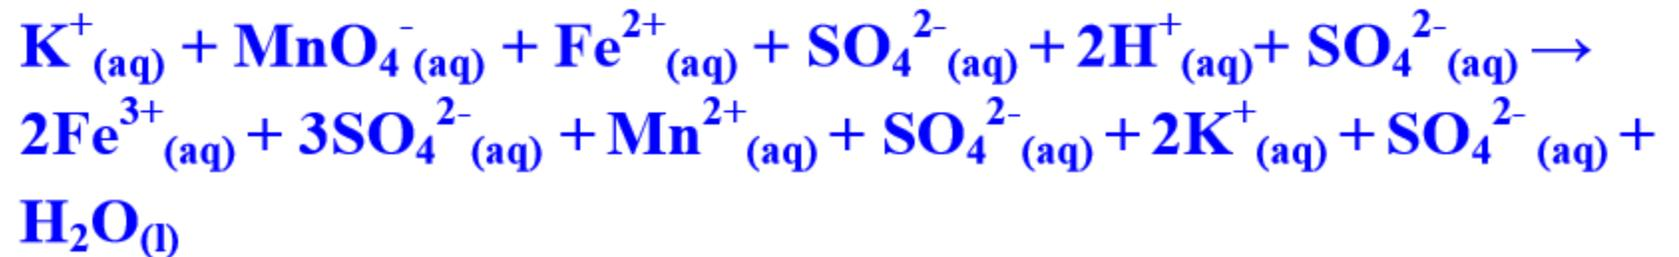 K⁺(aq) + MnO₄⁻(aq) + Fe²⁺(aq) + SO₄²⁻(aq) + 2H⁺(aq) + SO₄²⁻(aq) →
2Fe³⁺(aq) + 3SO₄²⁻(aq) + Mn²⁺(aq) + SO₄²⁻(aq) + 2K⁺(aq) + SO₄²⁻(aq) +
H₂O(l)